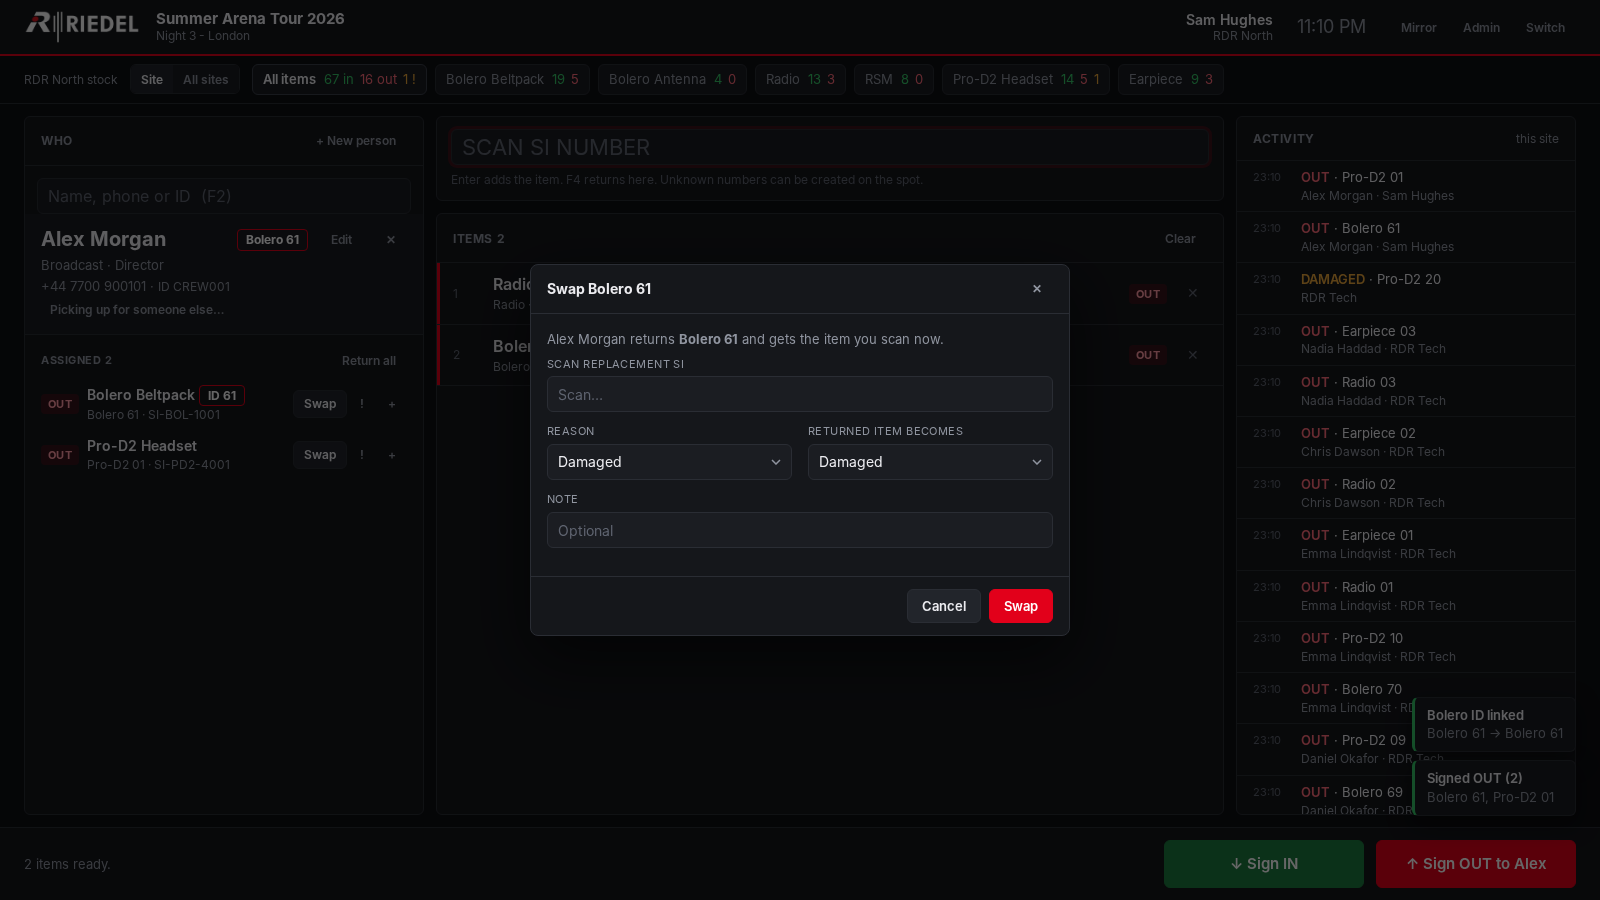 RIEDEL
Summer Arena Tour 2026
Night 3 - London
Sam Hughes
RDR North
11:10 PM
Mirror
Admin
Switch
RDR North stock
Site
All sites
All items 67 in 16 out 1 !
Bolero Beltpack 19 5
Bolero Antenna 4 0
Radio 13 3
RSM 8 0
Pro-D2 Headset 14 5 1
Earpiece 9 3
WHO
+ New person
Name, phone or ID (F2)
Alex Morgan
Bolero 61
Edit
×
Broadcast · Director
+44 7700 900101 · ID CREW001
Picking up for someone else...
ASSIGNED 2
Return all
OUT
Bolero Beltpack ID 61
Bolero 61 · SI-BOL-1001
Swap
!
+
OUT
Pro-D2 Headset
Pro-D2 01 · SI-PD2-4001
Swap
!
+
SCAN SI NUMBER
Enter adds the item. F4 returns here. Unknown numbers can be created on the spot.
ITEMS 2
Clear
1
Radio
OUT
×
2
OUT
×
Swap Bolero 61
×
Alex Morgan returns Bolero 61 and gets the item you scan now.
SCAN REPLACEMENT SI
Scan...
REASON
RETURNED ITEM BECOMES
Damaged
Damaged
NOTE
Optional
Cancel
Swap
ACTIVITY
this site
23:10
OUT · Pro-D2 01
Alex Morgan · Sam Hughes
23:10
OUT · Bolero 61
Alex Morgan · Sam Hughes
23:10
DAMAGED · Pro-D2 20
RDR Tech
23:10
OUT · Earpiece 03
Nadia Haddad · RDR Tech
23:10
OUT · Radio 03
Nadia Haddad · RDR Tech
23:10
OUT · Earpiece 02
Chris Dawson · RDR Tech
23:10
OUT · Radio 02
Chris Dawson · RDR Tech
23:10
OUT · Earpiece 01
Emma Lindqvist · RDR Tech
23:10
OUT · Radio 01
Emma Lindqvist · RDR Tech
23:10
OUT · Pro-D2 10
Emma Lindqvist · RDR Tech
23:10
OUT · Bolero 70
Emma Lindqvist ·
23:10
OUT · Pro-D2 09
Daniel Okafor · RDR Tech
23:10
OUT · Bolero 69
Daniel Okafor · RDR
Bolero ID linked
Bolero 61 → Bolero 61
Signed OUT (2)
Bolero 61, Pro-D2 01
2 items ready.
↓ Sign IN
↑ Sign OUT to Alex